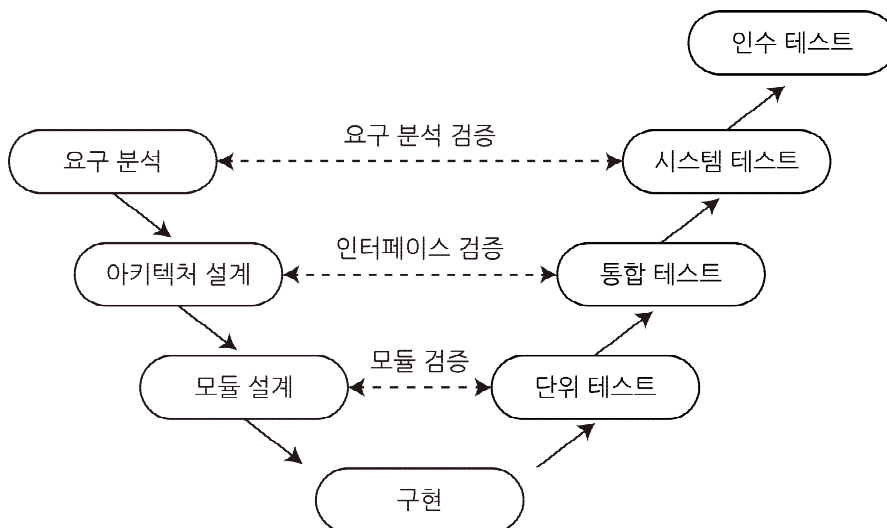 인수 테스트
요구 분석 검증
요구 분석
시스템 테스트
인터페이스 검증
아키텍처 설계
통합 테스트
모듈 검증
모듈 설계
단위 테스트
구현